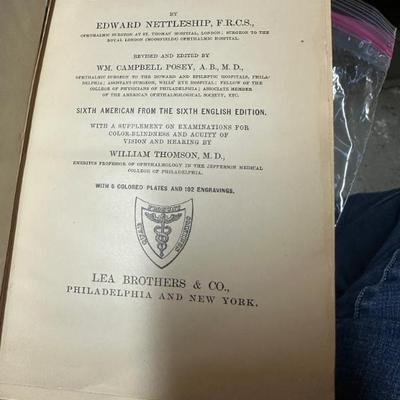 BY
EDWARD NETTLESHIP, F.R.C.S.,
OPHTHALMIC SURGEON AT ST. THOMAS' HOSPITAL, LONDON; SURGEON TO THE
ROYAL LONDON (MOORFIELDS) OPHTHALMIC HOSPITAL.
REVISED AND EDITED BY
WM. CAMPBELL POSEY, A.B., M.D.,
OPHTHALMIC SURGEON TO THE HOWARD AND EPILEPTIC HOSPITALS, PHILA-
DELPHIA; ASSISTANT-SURGEON, WILLS' EYE HOSPITAL; FELLOW OF THE
COLLEGE OF PHYSICIANS OF PHILADELPHIA; ASSOCIATE MEMBER
OF THE AMERICAN OPHTHALMOLOGICAL SOCIETY, ETC.
SIXTH AMERICAN FROM THE SIXTH ENGLISH EDITION.
WITH A SUPPLEMENT ON EXAMINATIONS FOR
COLOR-BLINDNESS AND ACUITY OF
VISION AND HEARING BY
WILLIAM THOMSON, M.D.,
EMERITUS PROFESSOR OF OPHTHALMOLOGY IN THE JEFFERSON MEDICAL
COLLEGE OF PHILADELPHIA.
WITH 5 COLORED PLATES AND 192 ENGRAVINGS.
LEA BROTHERS & CO.,
PHILADELPHIA AND NEW YORK.